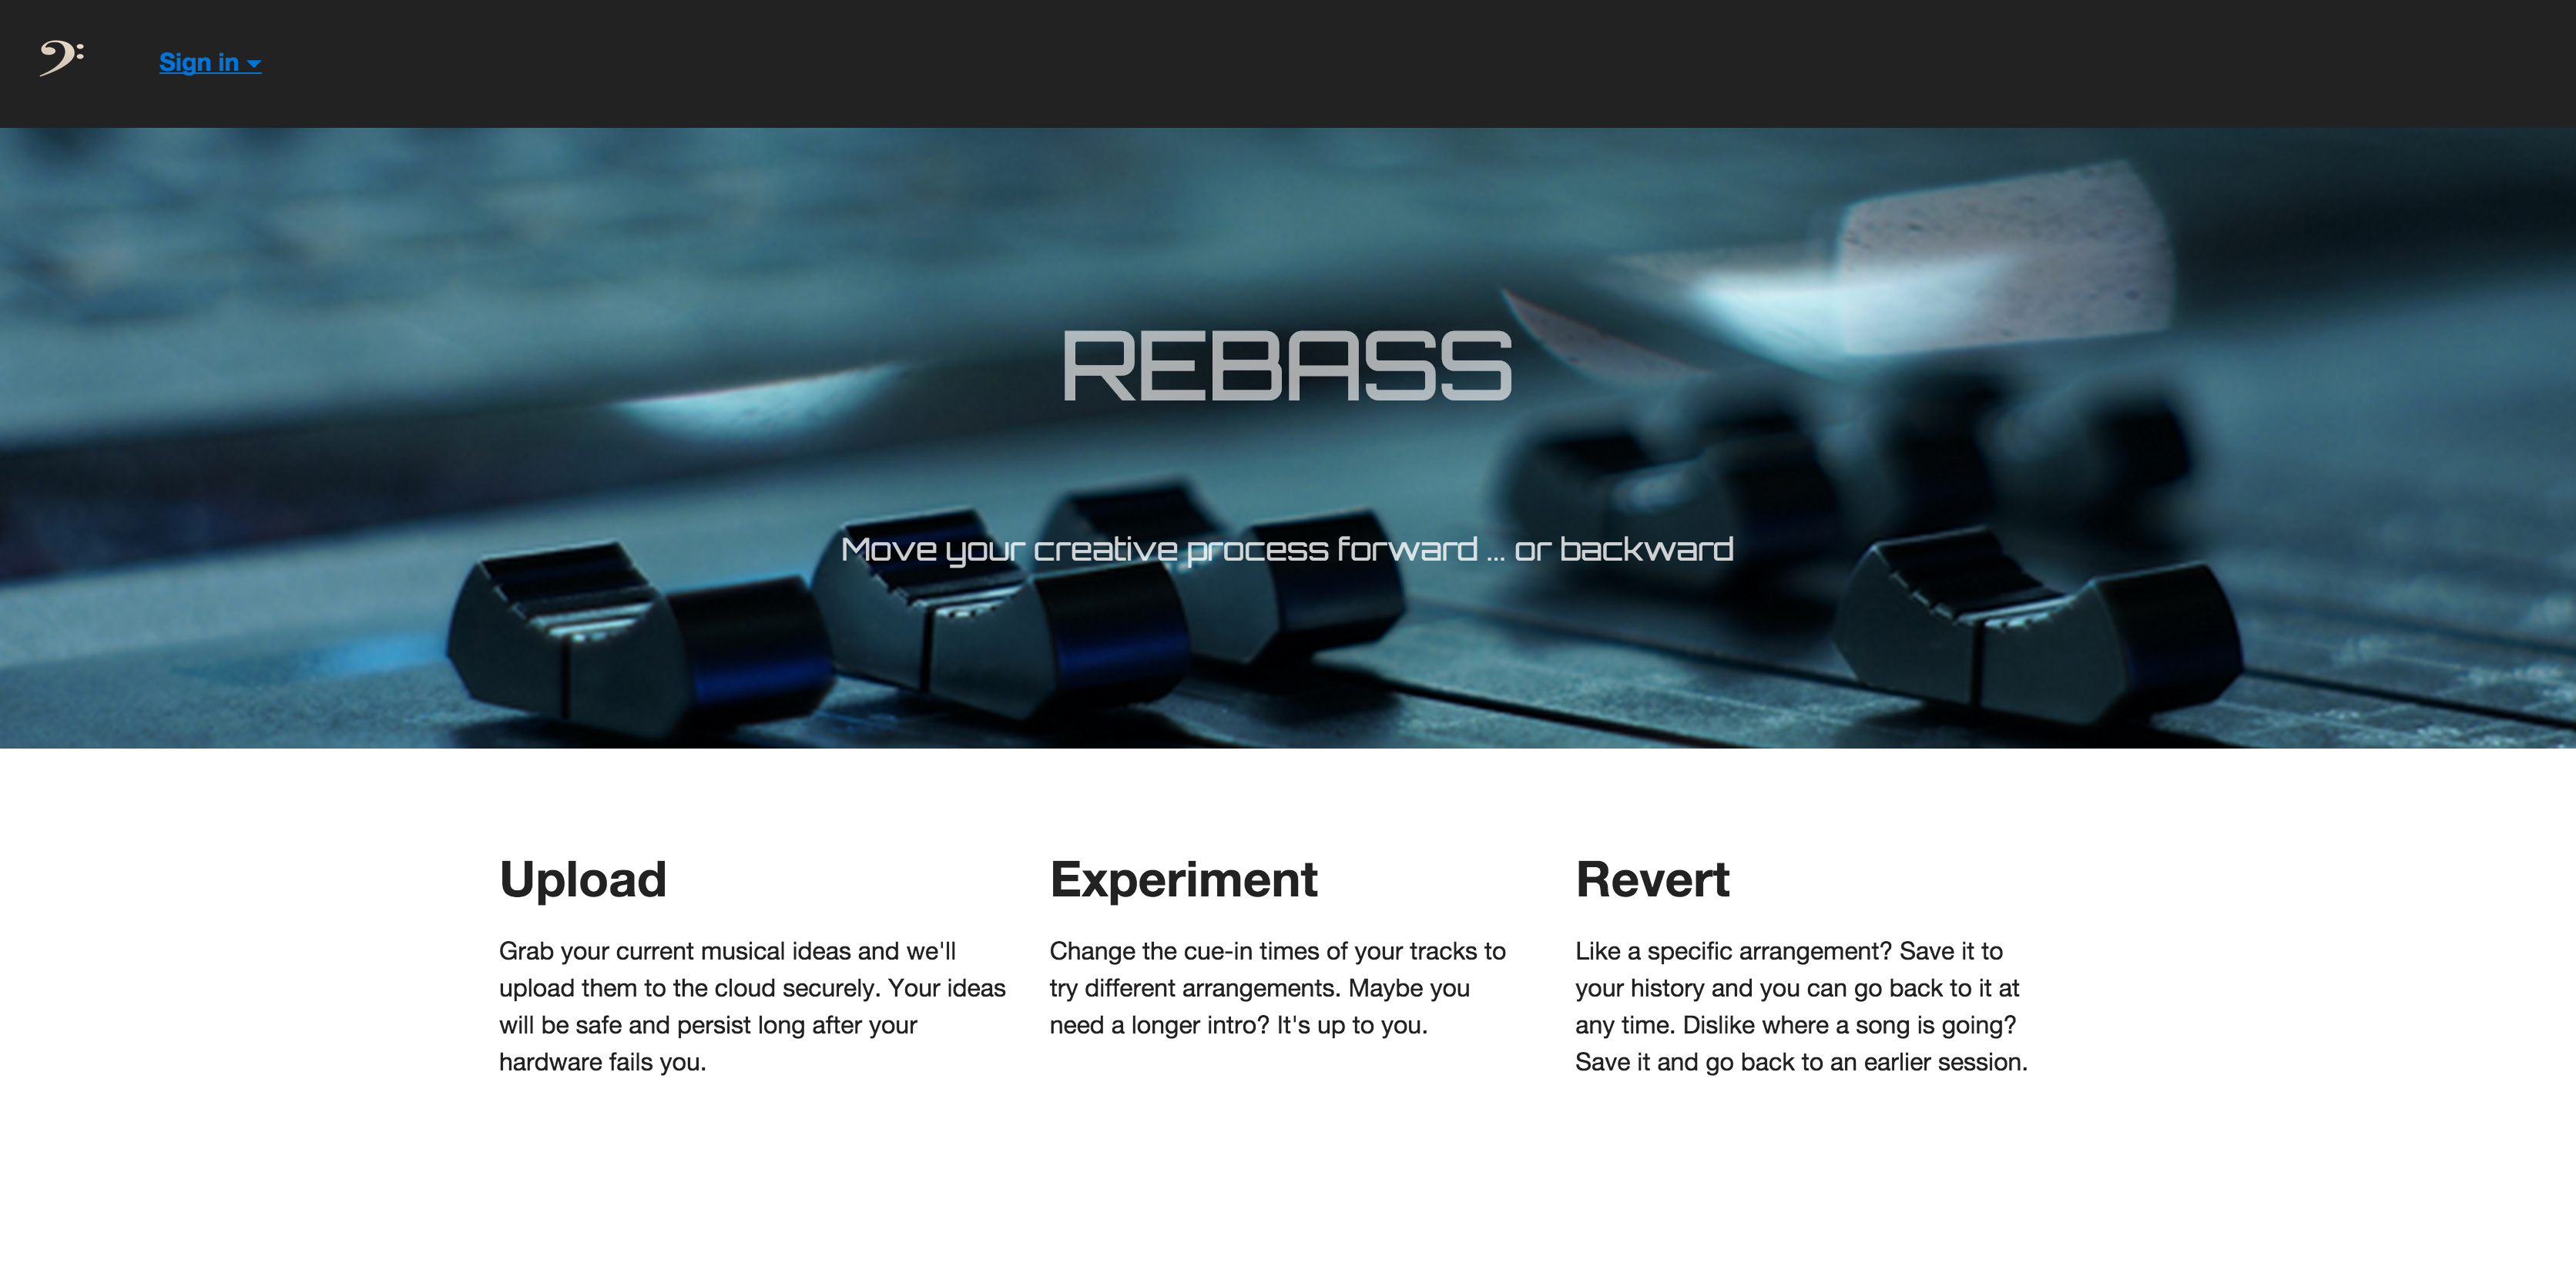 Sign in
REBASS
Move your creative process forward ... or backward
Upload
Grab your current musical ideas and we'll
upload them to the cloud securely. Your ideas
will be safe and persist long after your
hardware fails you.
Experiment
Change the cue-in times of your tracks to
try different arrangements. Maybe you
need a longer intro? It's up to you.
Revert
Like a specific arrangement? Save it to
your history and you can go back to it at
any time. Dislike where a song is going?
Save it and go back to an earlier session.